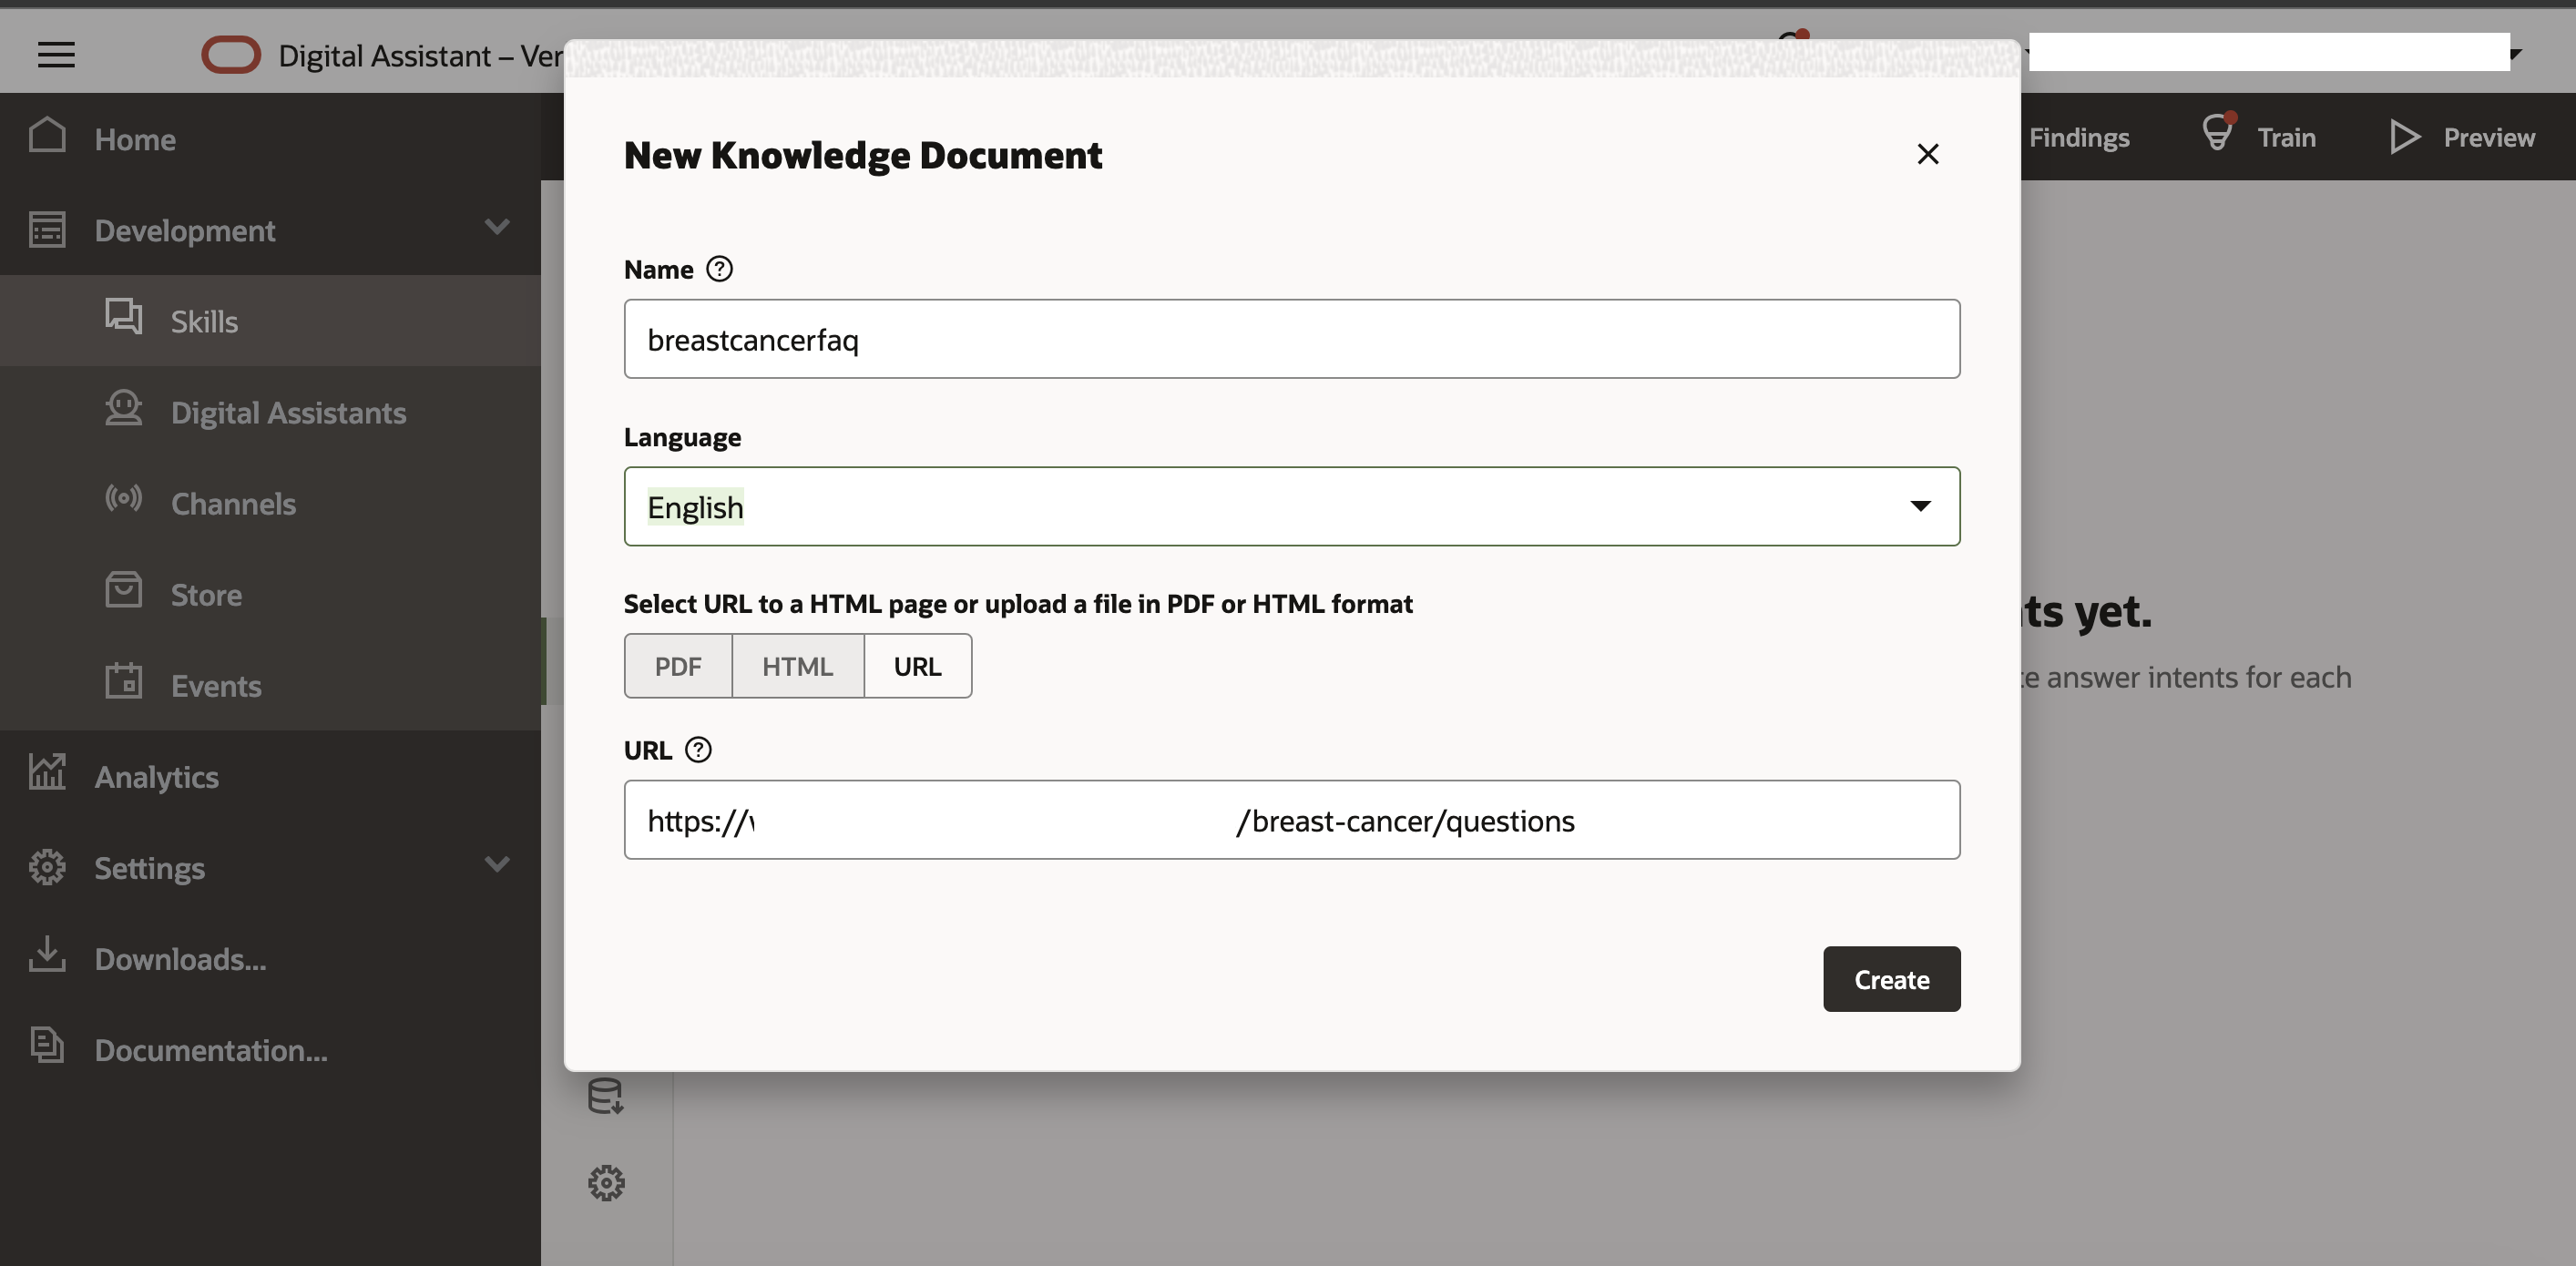 Digital Assistant – Ver
Home
Development
Skills
Digital Assistants
Channels
Store
Events
Analytics
Settings
Downloads...
Documentation...
Findings
Train
Preview
New Knowledge Document
Name
breastcancerfaq
Language
English
Select URL to a HTML page or upload a file in PDF or HTML format
PDF HTML URL
URL
https:// /breast-cancer/questions
Create
ts yet.
te answer intents for each